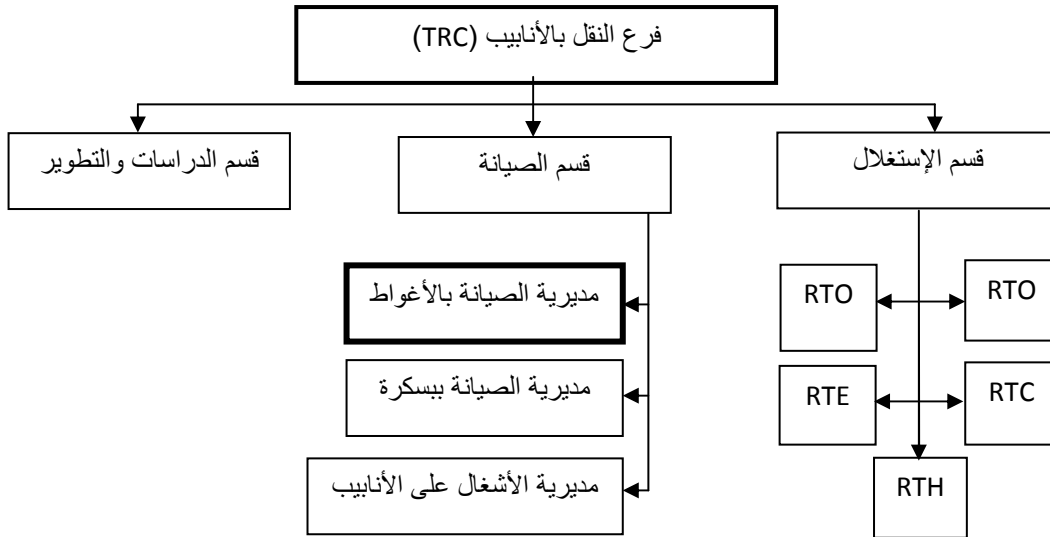 فرع النقل بالأنابيب (TRC)
قسم الإستغلال
قسم الصيانة
قسم الدراسات والتطوير
RTO
RTO
RTC
RTE
RTH
مديرية الصيانة بالأغواط
مديرية الصيانة ببسكرة
مديرية الأشغال على الأنابيب